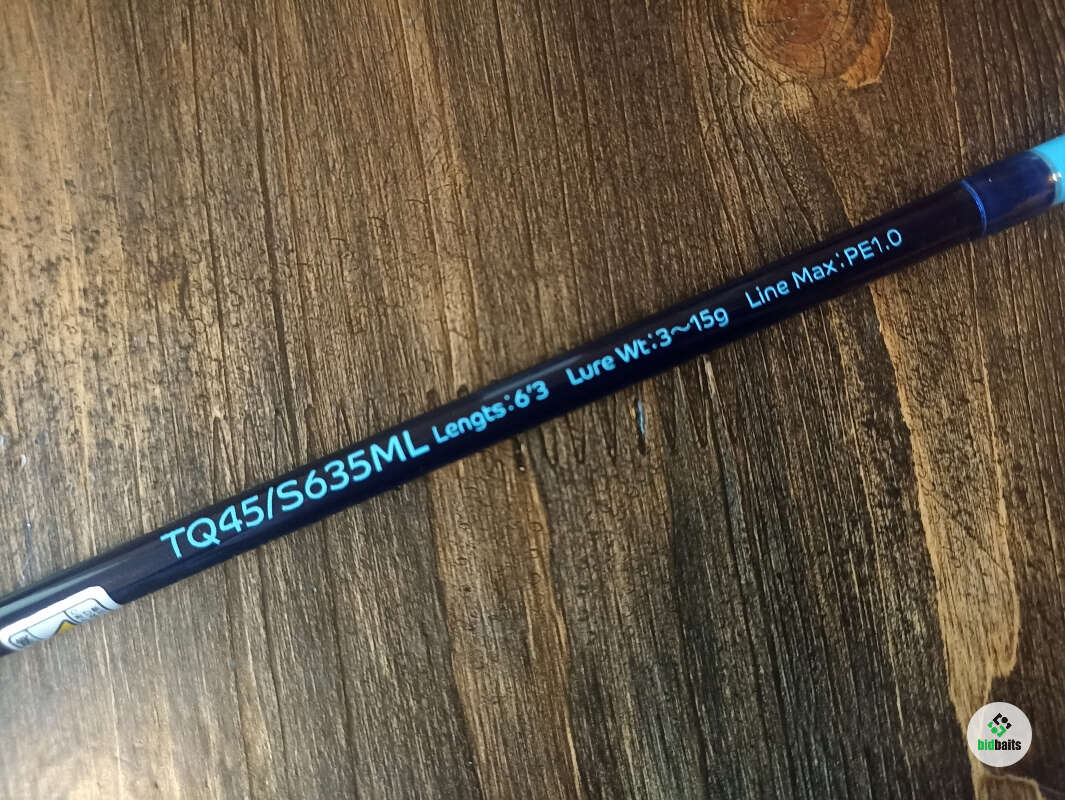 TQ45/S635ML Lengts:6'3 Lure Wt:3～15g Line Max:PE1.0
bidbaits